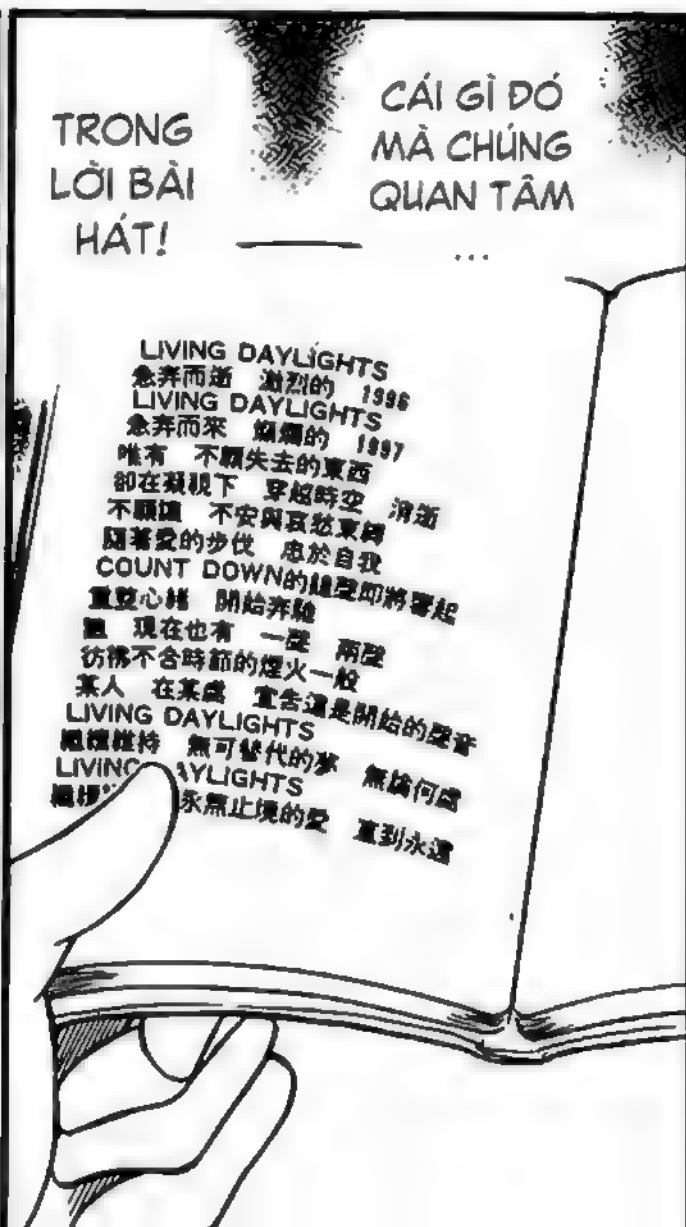 CÁI GÌ ĐÓ
MÀ CHÚNG
QUAN TÂM
...
TRONG
LỜI BÀI
HÁT!
LIVING DAYLIGHTS
急奔而逝 激烈的 1996
LIVING DAYLIGHTS
急奔而來 燦爛的 1997
唯有 不願失去的東西
卻在凝視下 穿越時空 消逝
不願讓 不安與哀愁束縛
隨著愛的步伐 忠於自我
COUNT DOWN的鐘聲即將響起
重整心緒 開始奔馳
現在也有 一聲 兩聲
彷彿不合時節的煙火一般
某人 在某處 宣告這是開始的聲音
LIVING DAYLIGHTS
繼續維持 無可替代的夢 無論何處
LIVING AYLIGHTS
永無止境的愛 直到永遠